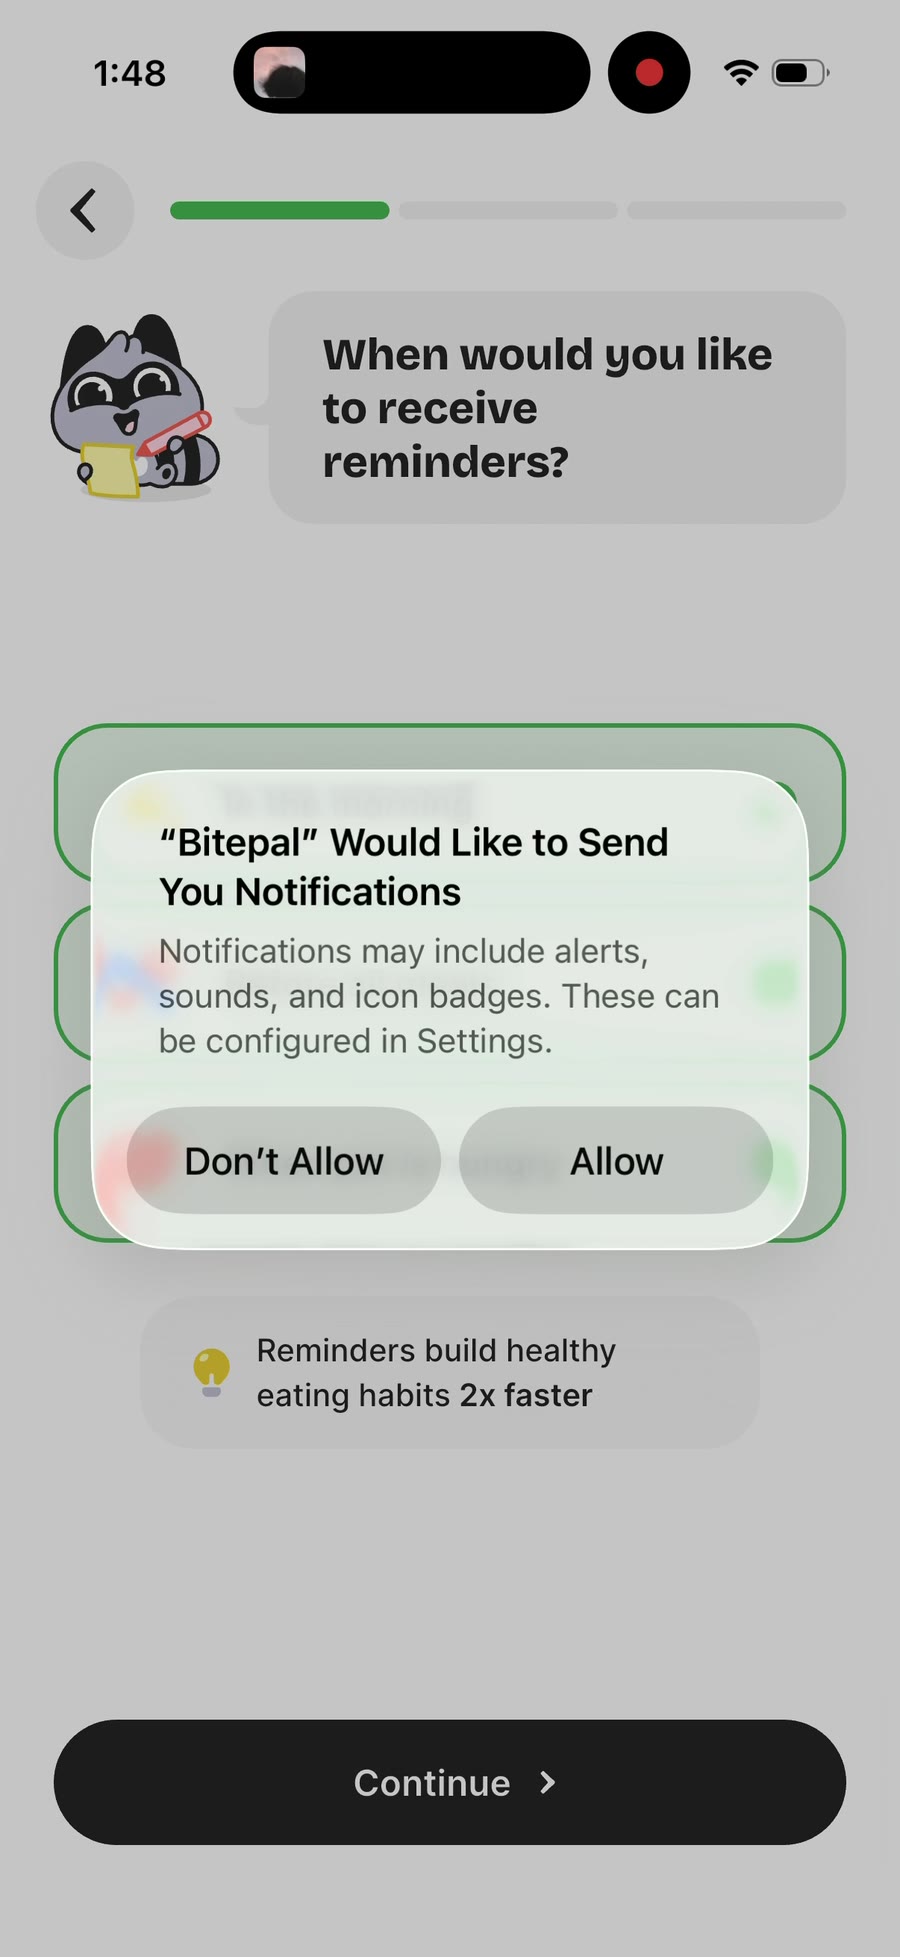 1:48
When would you like
to receive
reminders?
“Bitepal” Would Like to Send
You Notifications
Notifications may include alerts,
sounds, and icon badges. These can
be configured in Settings.
Don’t Allow
Allow
Reminders build healthy
eating habits 2x faster
Continue